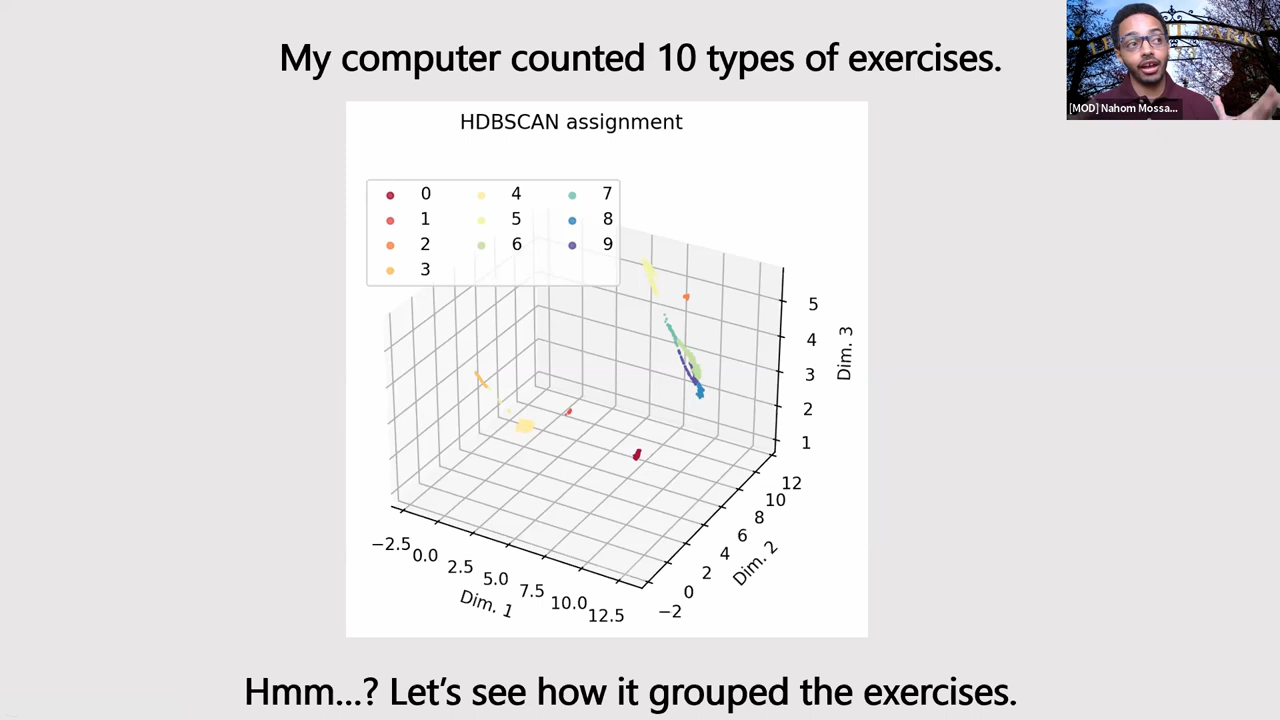 My computer counted 10 types of exercises.
[MOD] Nahom Mossa...
HDBSCAN assignment
0 4 7
1 5 8
2 6 9
3
5
4
3
2
1
Dim. 3
12
10
8
6
4
2
0
−2
Dim. 2
−2.5 0.0 2.5 5.0 7.5 10.0 12.5
Dim. 1
Hmm...? Let's see how it grouped the exercises.